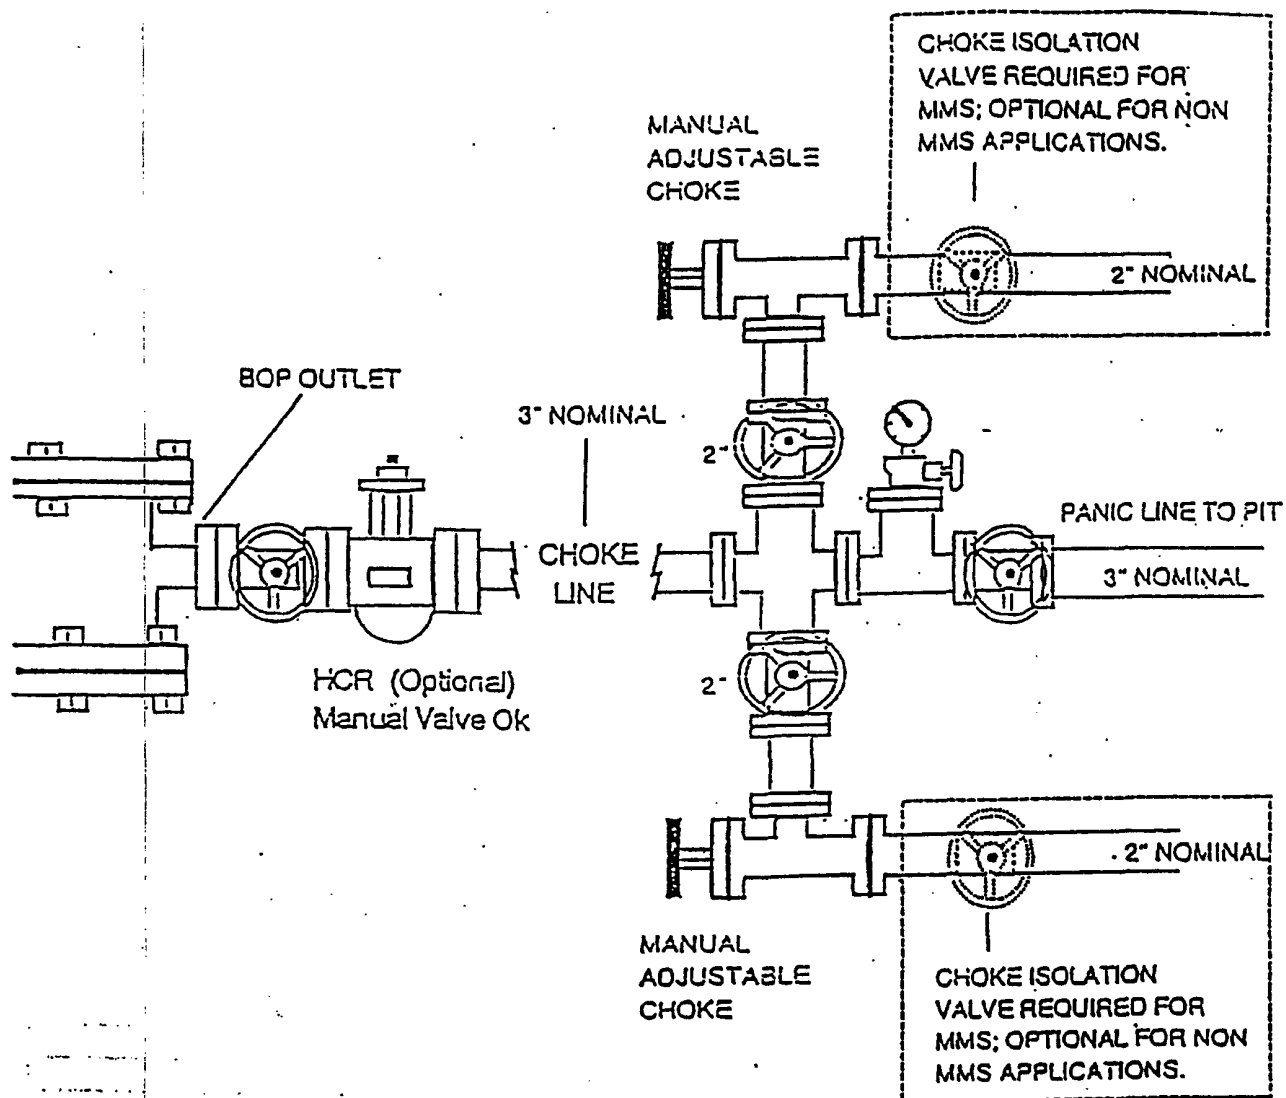 CHOKE ISOLATION
VALVE REQUIRED FOR
MMS; OPTIONAL FOR NON
MMS APPLICATIONS.
MANUAL
ADJUSTABLE
CHOKE
2" NOMINAL
BOP OUTLET
3" NOMINAL
2"
PANIC LINE TO PIT
CHOKE
LINE
3" NOMINAL
HCR (Optional)
Manual Valve Ok
2"
2" NOMINAL
MANUAL
ADJUSTABLE
CHOKE
CHOKE ISOLATION
VALVE REQUIRED FOR
MMS; OPTIONAL FOR NON
MMS APPLICATIONS.